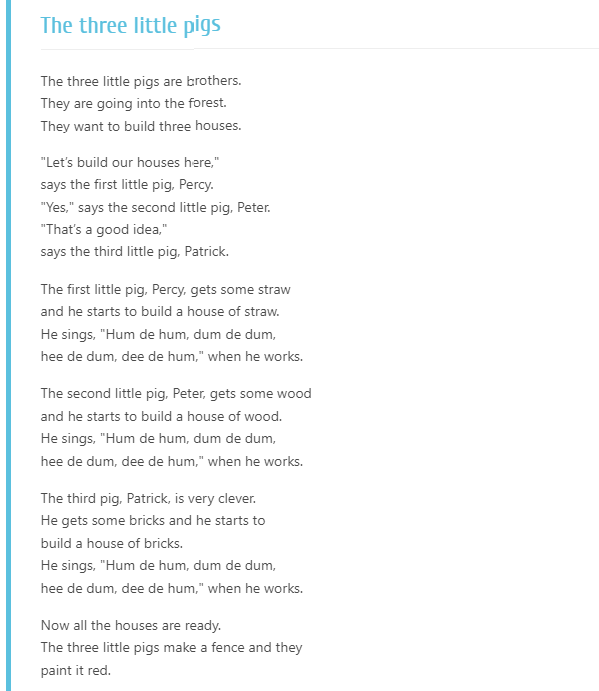 The three little pigs
The three little pigs are brothers.
They are going into the forest.
They want to build three houses.
"Let's build our houses here,"
says the first little pig, Percy.
"Yes," says the second little pig, Peter.
"That's a good idea,"
says the third little pig, Patrick.
The first little pig, Percy, gets some straw
and he starts to build a house of straw.
He sings, "Hum de hum, dum de dum,
hee de dum, dee de hum," when he works.
The second little pig, Peter, gets some wood
and he starts to build a house of wood.
He sings, "Hum de hum, dum de dum,
hee de dum, dee de hum," when he works.
The third pig, Patrick, is very clever.
He gets some bricks and he starts to
build a house of bricks.
He sings, "Hum de hum, dum de dum,
hee de dum, dee de hum," when he works.
Now all the houses are ready.
The three little pigs make a fence and they
paint it red.